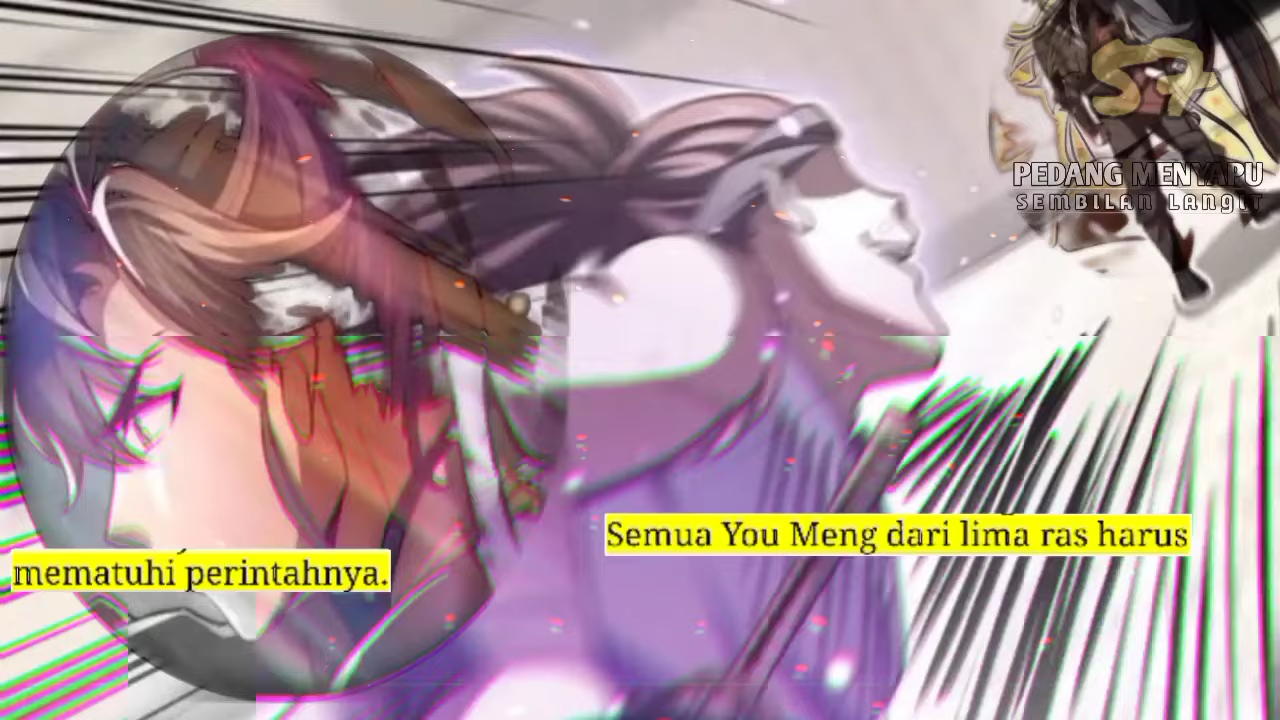 PEDANG MENYAPU
SEMBILAN LANGIT
Semua You Meng dari lima ras harus
mematuhi perintahnya.